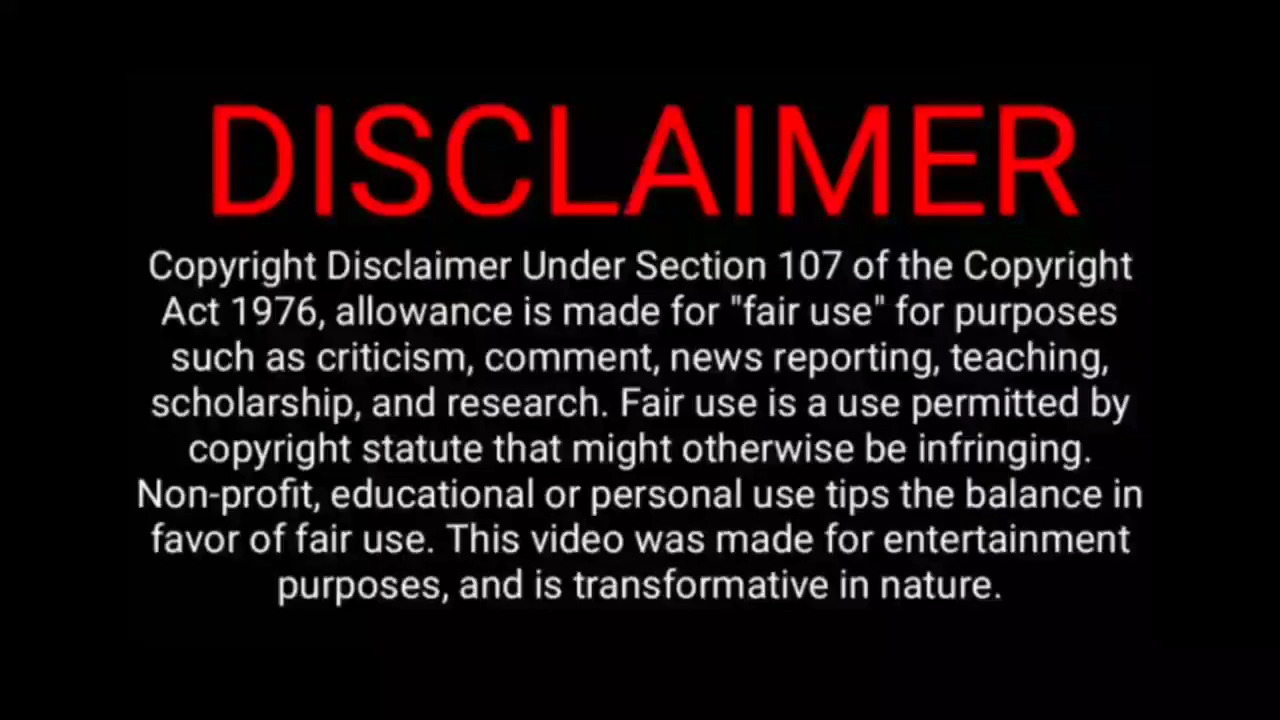 DISCLAIMER
Copyright Disclaimer Under Section 107 of the Copyright
Act 1976, allowance is made for "fair use" for purposes
such as criticism, comment, news reporting, teaching,
scholarship, and research. Fair use is a use permitted by
copyright statute that might otherwise be infringing.
Non-profit, educational or personal use tips the balance in
favor of fair use. This video was made for entertainment
purposes, and is transformative in nature.